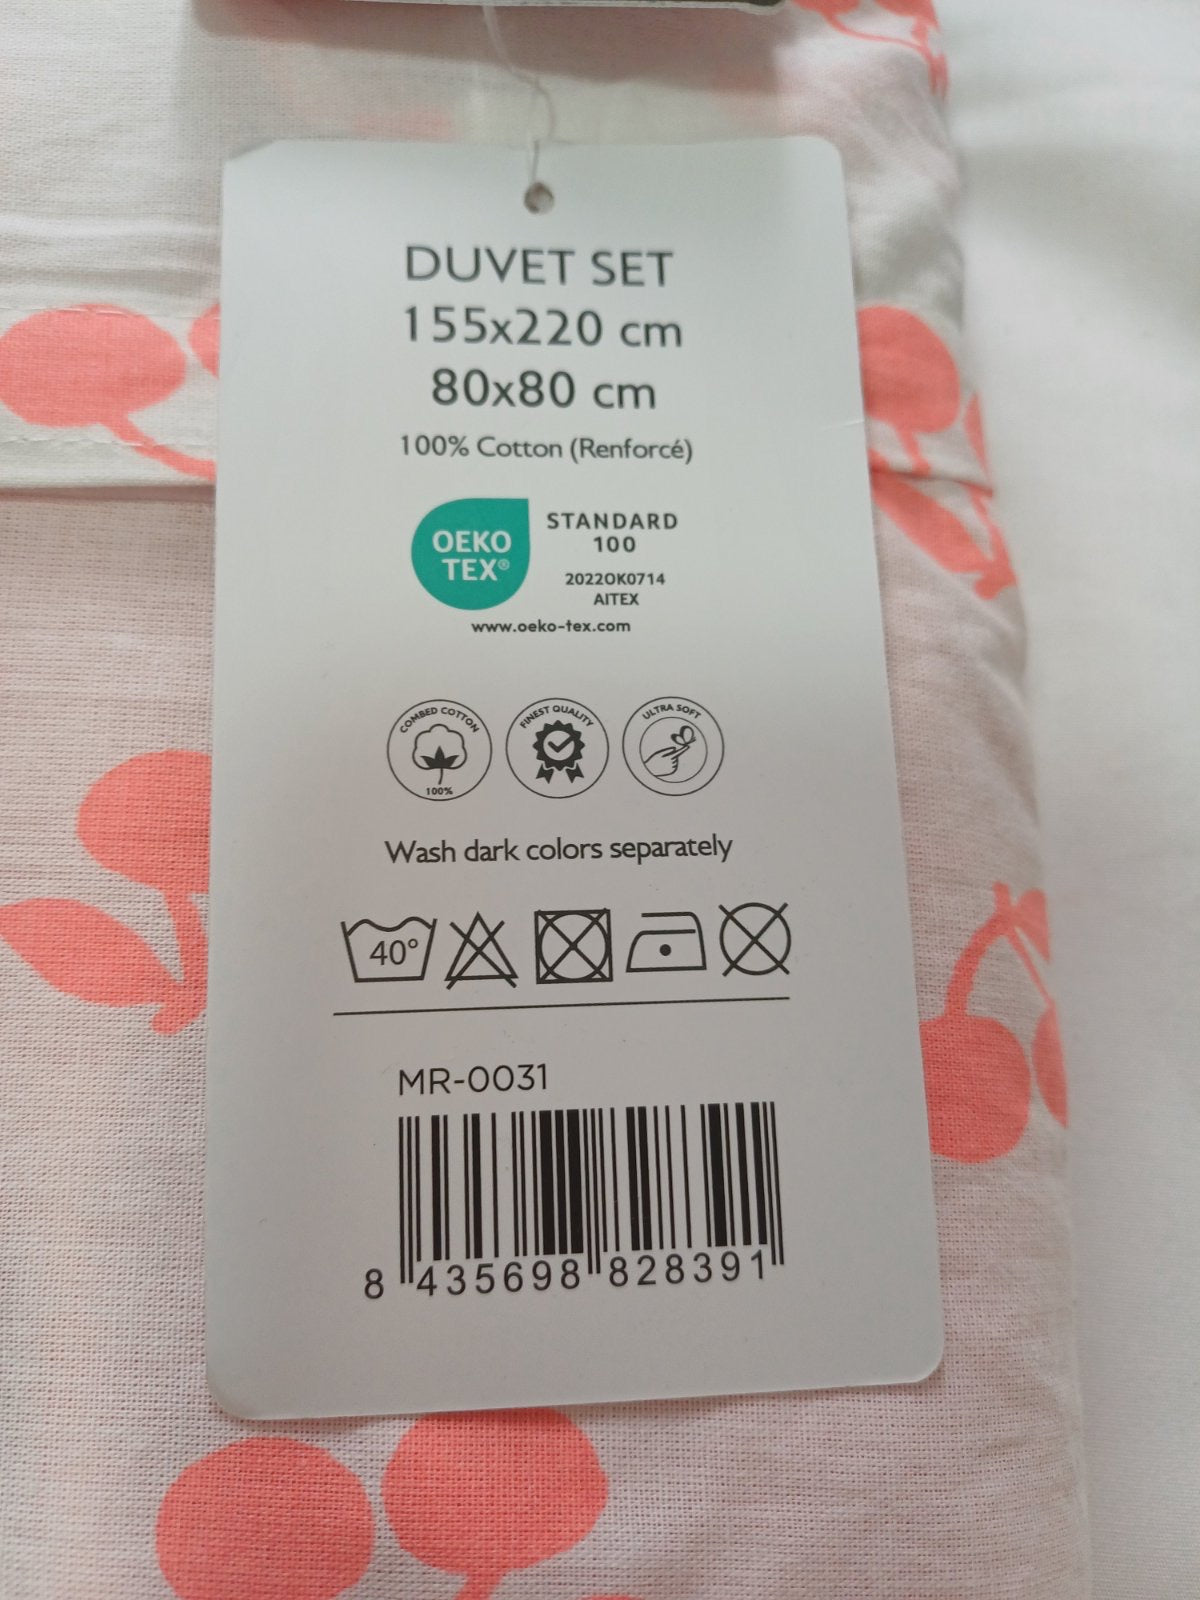 DUVET SET
155x220 cm
80x80 cm
100% Cotton (Renforcé)
OEKO
TEX®
STANDARD
100
2022OK0714
AITEX
www.oeko-tex.com
COMBED COTTON
100%
FINEST QUALITY
ULTRA SOFT
Wash dark colors separately
40°
MR-0031
8 435698 828391